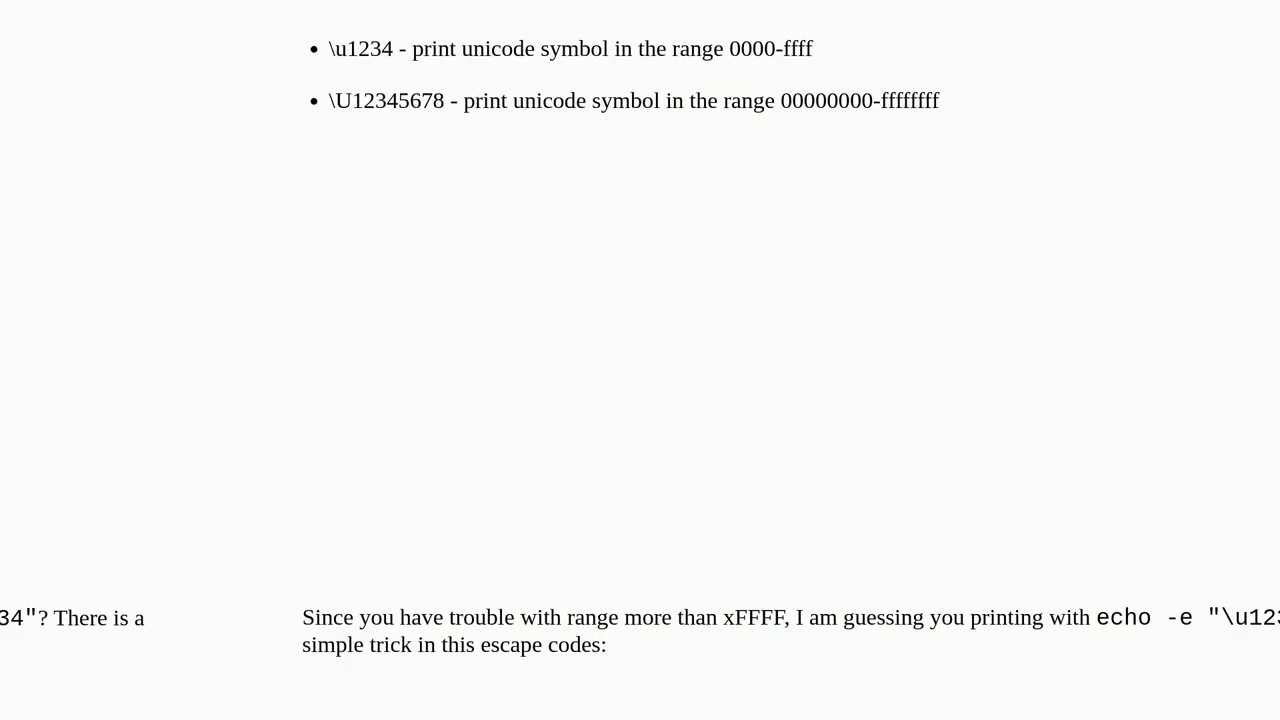 • \u1234 - print unicode symbol in the range 0000-ffff
• \U12345678 - print unicode symbol in the range 00000000-ffffffff
Since you have trouble with range more than xFFFF, I am guessing you printing with echo -e "\u1234"? There is a
simple trick in this escape codes: